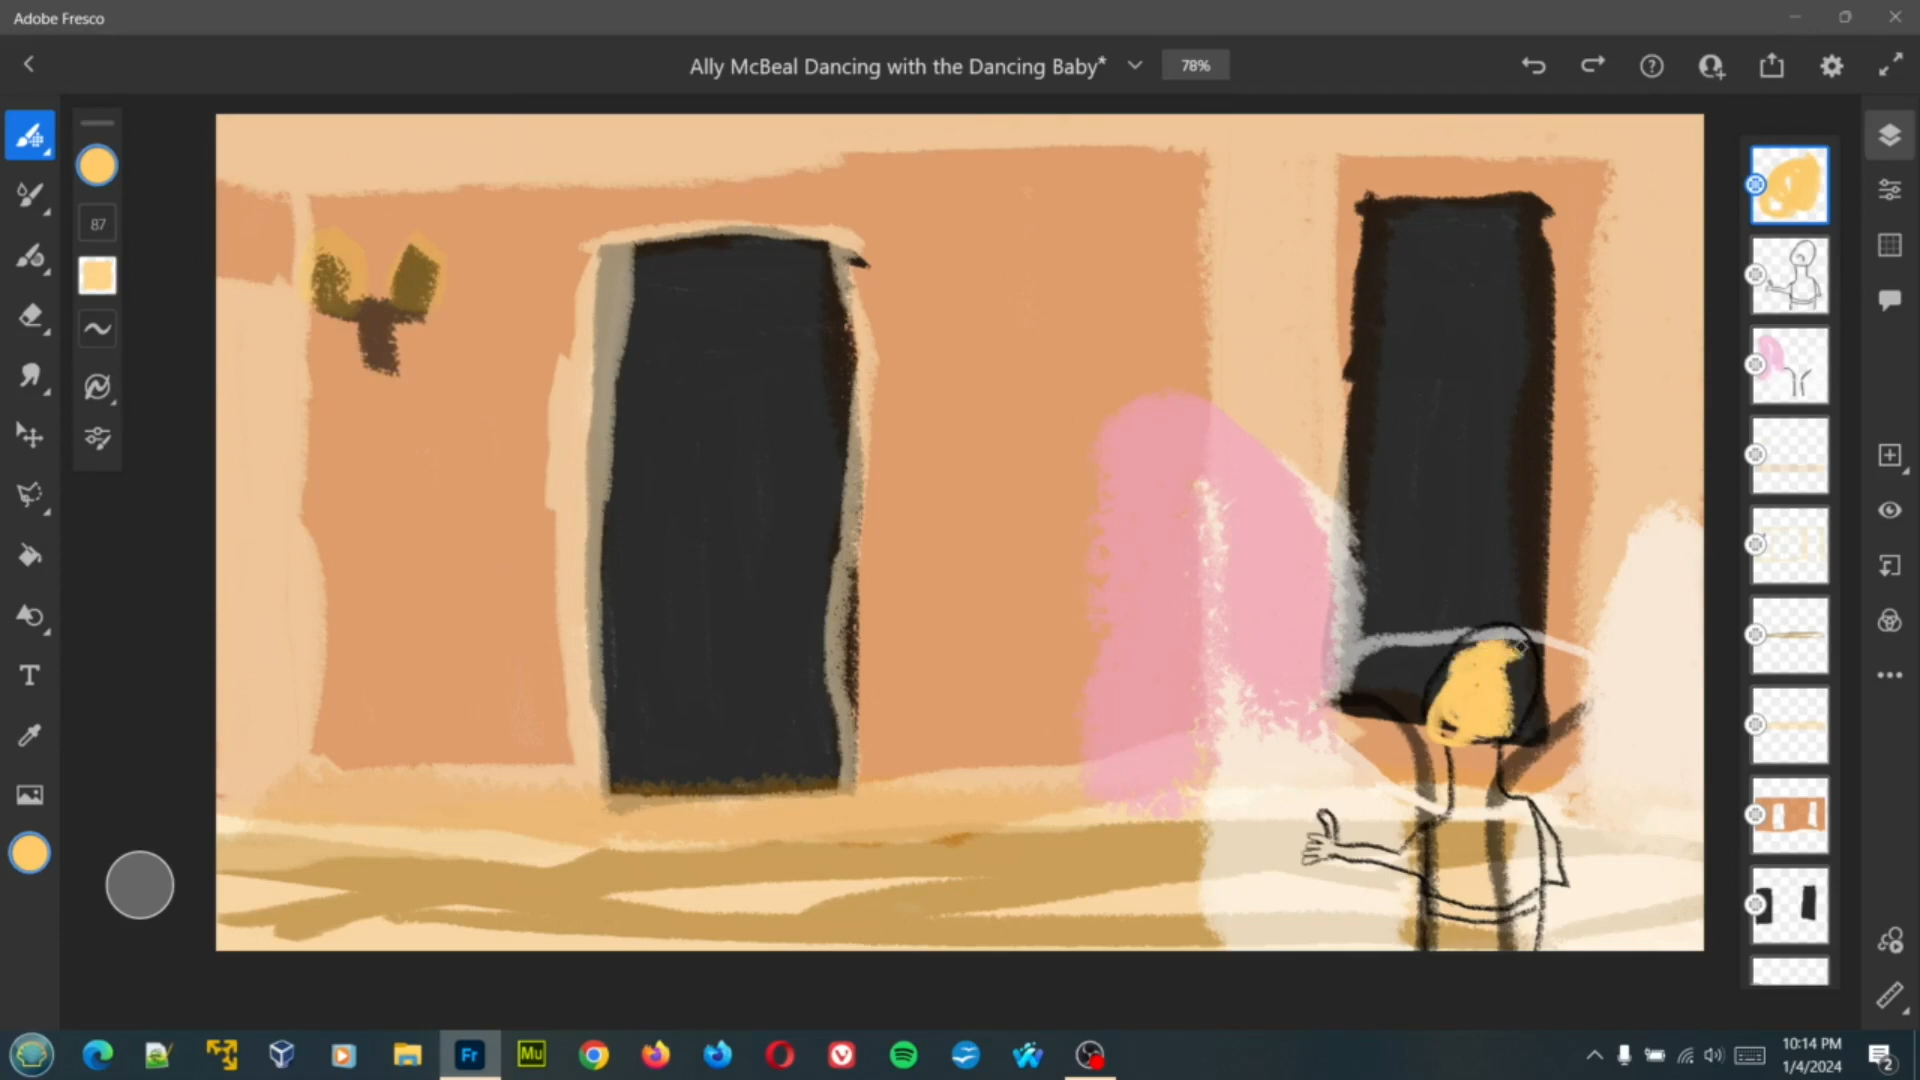 Adobe Fresco
Ally McBeal Dancing with the Dancing Baby*
78%
87
T
Fr
Mu
10:14 PM
1/4/2024
2